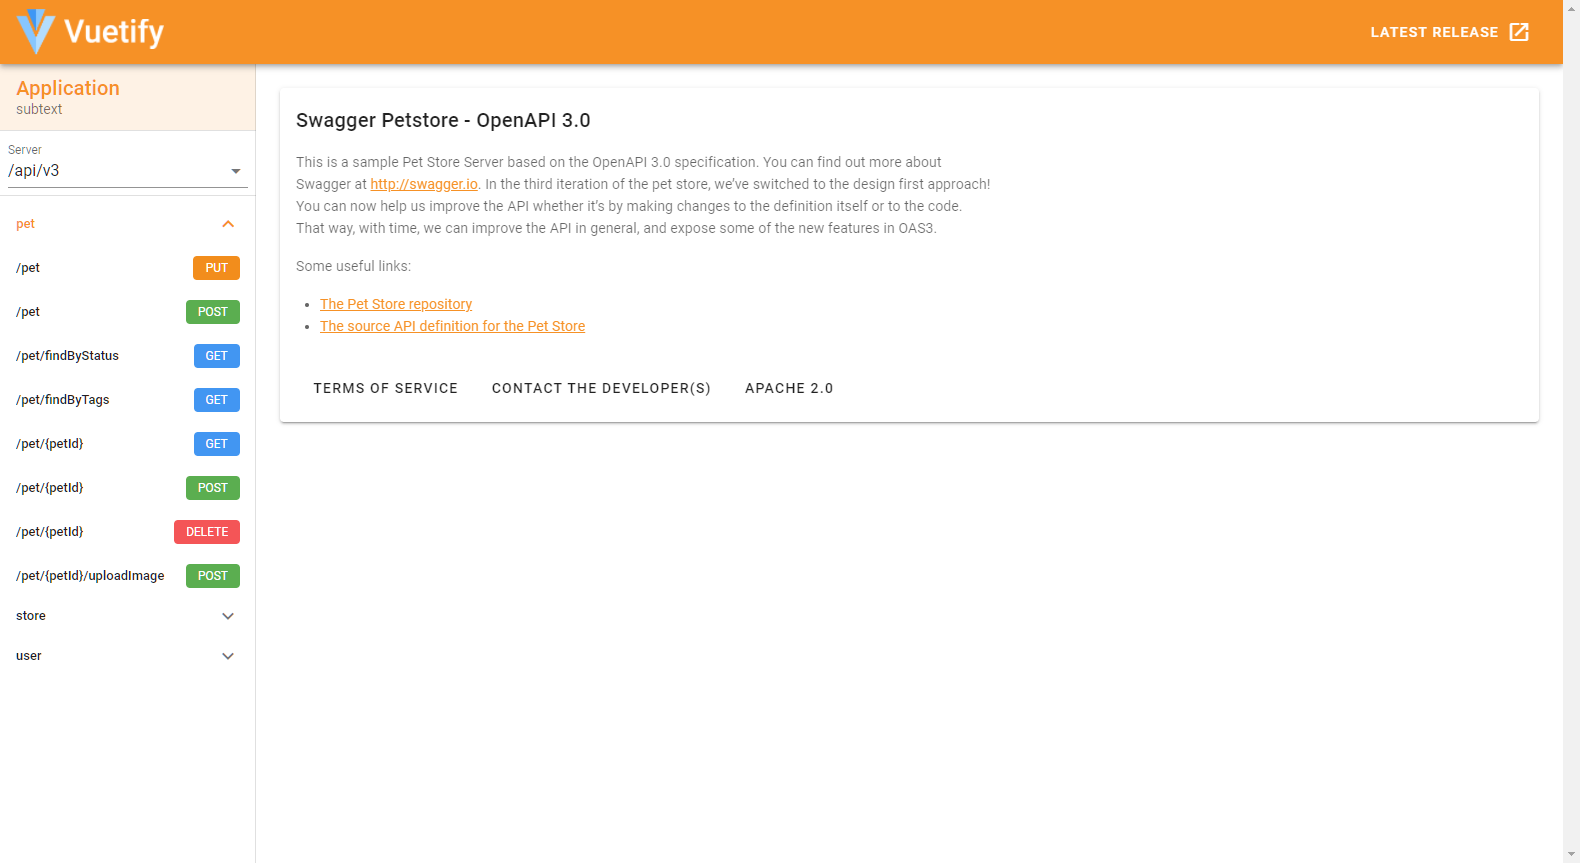 Vuetify
LATEST RELEASE
Application
subtext
Server
/api/v3
pet
/pet PUT
/pet POST
/pet/findByStatus GET
/pet/findByTags GET
/pet/{petId} GET
/pet/{petId} POST
/pet/{petId} DELETE
/pet/{petId}/uploadImage POST
store
user
Swagger Petstore - OpenAPI 3.0
This is a sample Pet Store Server based on the OpenAPI 3.0 specification. You can find out more about
Swagger at http://swagger.io. In the third iteration of the pet store, we’ve switched to the design first approach!
You can now help us improve the API whether it’s by making changes to the definition itself or to the code.
That way, with time, we can improve the API in general, and expose some of the new features in OAS3.
Some useful links:
• The Pet Store repository
• The source API definition for the Pet Store
TERMS OF SERVICE CONTACT THE DEVELOPER(S) APACHE 2.0